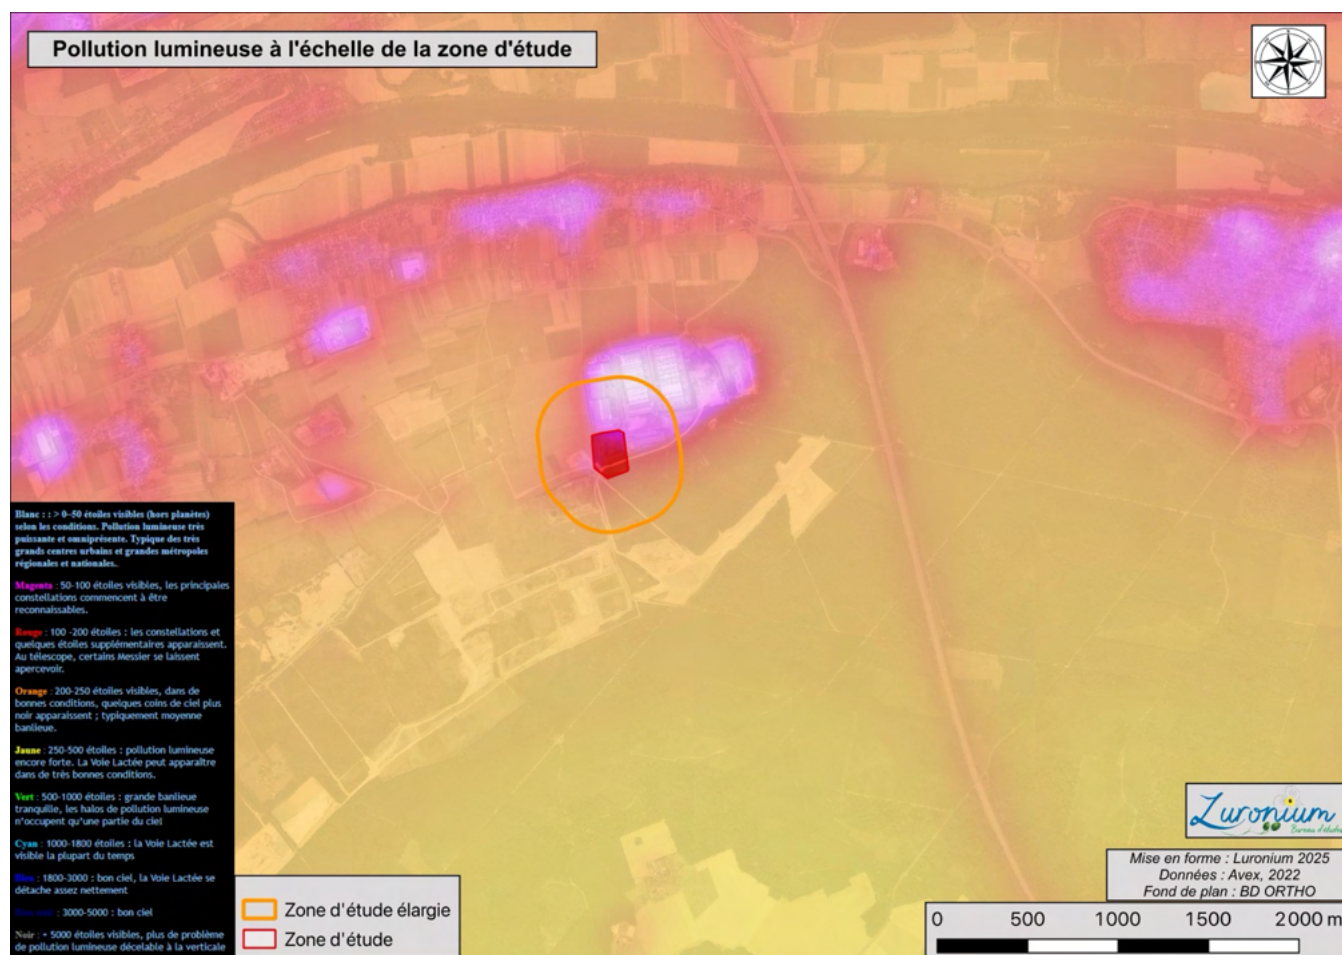 Pollution lumineuse à l'échelle de la zone d'étude
Blanc : : > 0–50 étoiles visibles (hors planètes)
selon les conditions. Pollution lumineuse très
puissante et omniprésente. Typique des très
grands centres urbains et grandes métropoles
régionales et nationales.
Magenta : 50-100 étoiles visibles, les principales
constellations commencent à être
reconnaissables.
Rouge : 100 -200 étoiles : les constellations et
quelques étoiles supplémentaires apparaissent.
Au télescope, certains Messier se laissent
apercevoir.
Orange : 200-250 étoiles visibles, dans de
bonnes conditions, quelques coins de ciel plus
noir apparaissent ; typiquement moyenne
banlieue.
Jaune : 250-500 étoiles : pollution lumineuse
encore forte. La Voie Lactée peut apparaître
dans de très bonnes conditions.
Vert : 500-1000 étoiles : grande banlieue
tranquille, les halos de pollution lumineuse
n'occupent qu'une partie du ciel
Cyan : 1000-1800 étoiles : la Voie Lactée est
visible la plupart du temps
Bleu : 1800-3000 : bon ciel, la Voie Lactée se
détache assez nettement
: 3000-5000 : bon ciel
Noir : + 5000 étoiles visibles, plus de problème
de pollution lumineuse décelable à la verticale
Zone d'étude élargie
Zone d'étude
Luronium
Bureau d'études
Mise en forme : Luronium 2025
Données : Avex, 2022
Fond de plan : BD ORTHO
0 500 1000 1500 2000 m